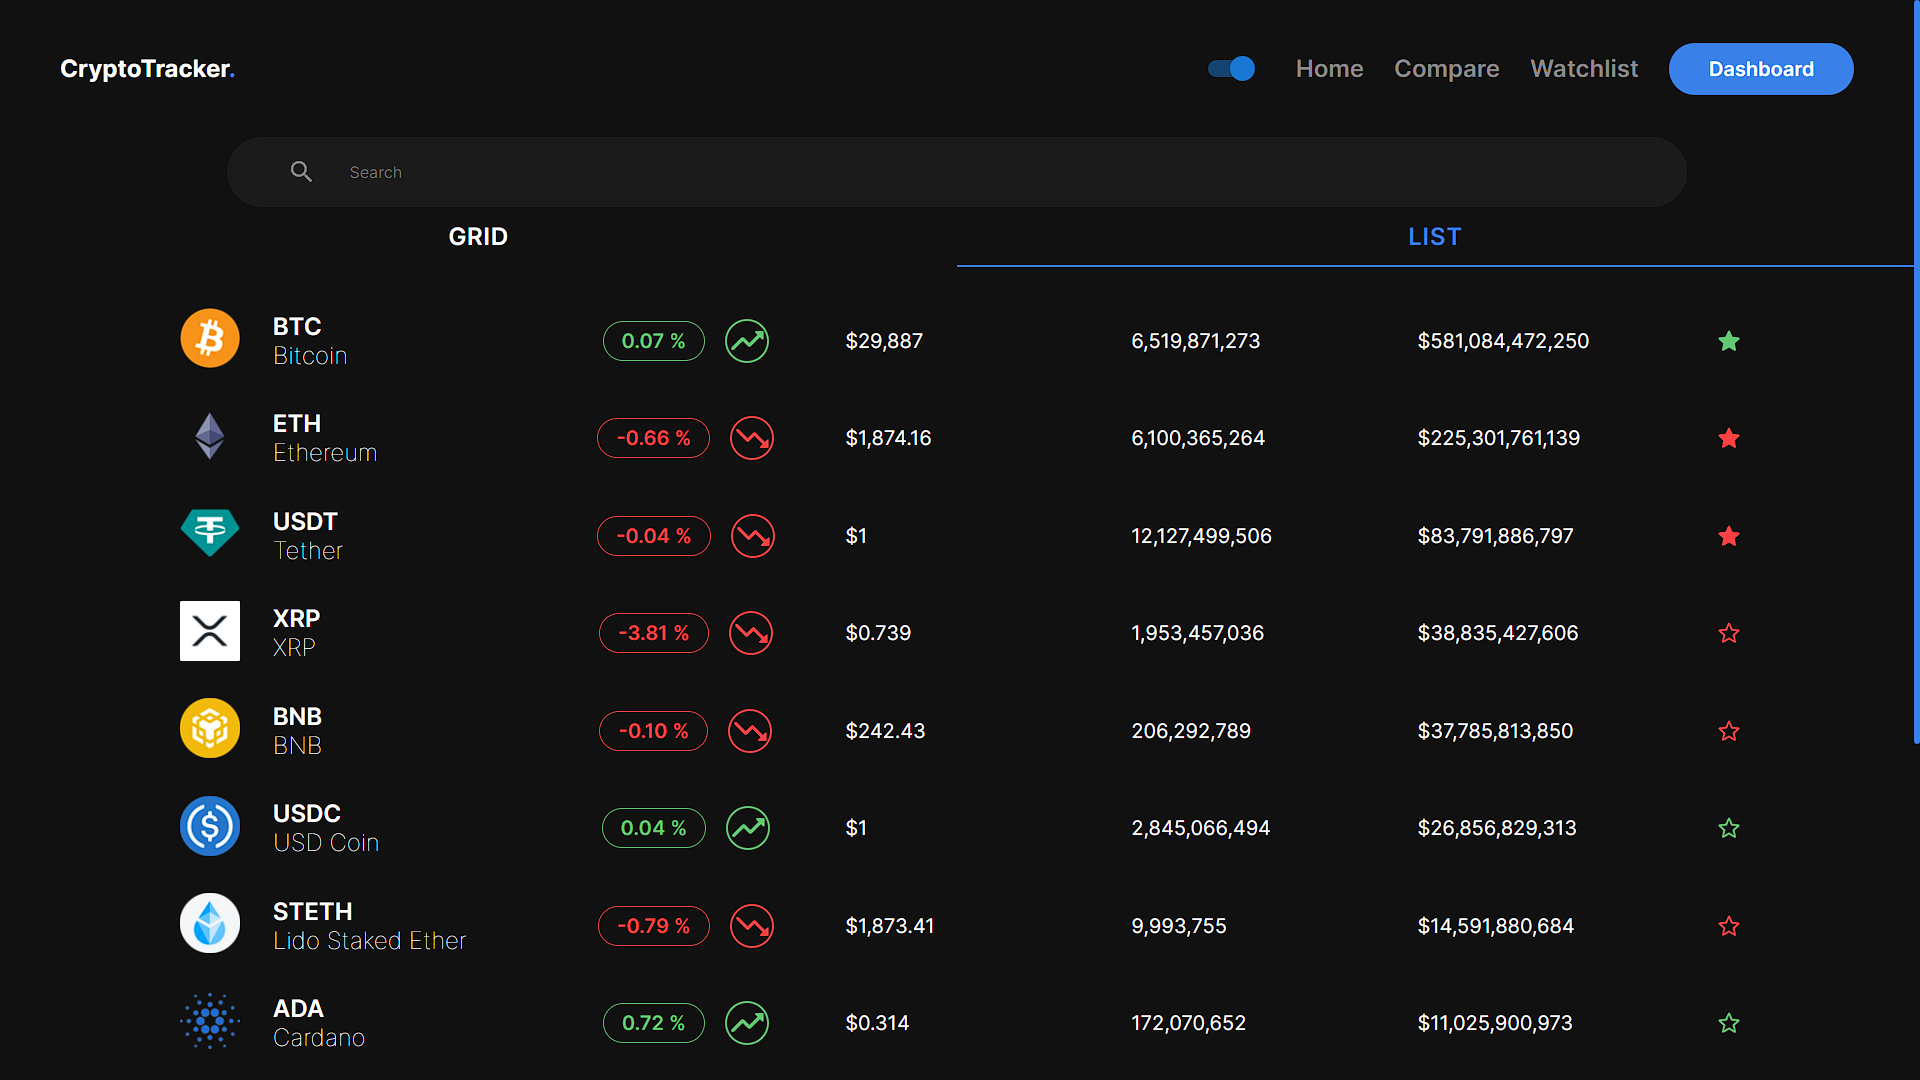 CryptoTracker.
Home Compare Watchlist Dashboard
Search
GRID LIST
BTC
Bitcoin
0.07 % $29,887 6,519,871,273 $581,084,472,250
ETH
Ethereum
-0.66 % $1,874.16 6,100,365,264 $225,301,761,139
USDT
Tether
-0.04 % $1 12,127,499,506 $83,791,886,797
XRP
XRP
-3.81 % $0.739 1,953,457,036 $38,835,427,606
BNB
BNB
-0.10 % $242.43 206,292,789 $37,785,813,850
USDC
USD Coin
0.04 % $1 2,845,066,494 $26,856,829,313
STETH
Lido Staked Ether
-0.79 % $1,873.41 9,993,755 $14,591,880,684
ADA
Cardano
0.72 % $0.314 172,070,652 $11,025,900,973